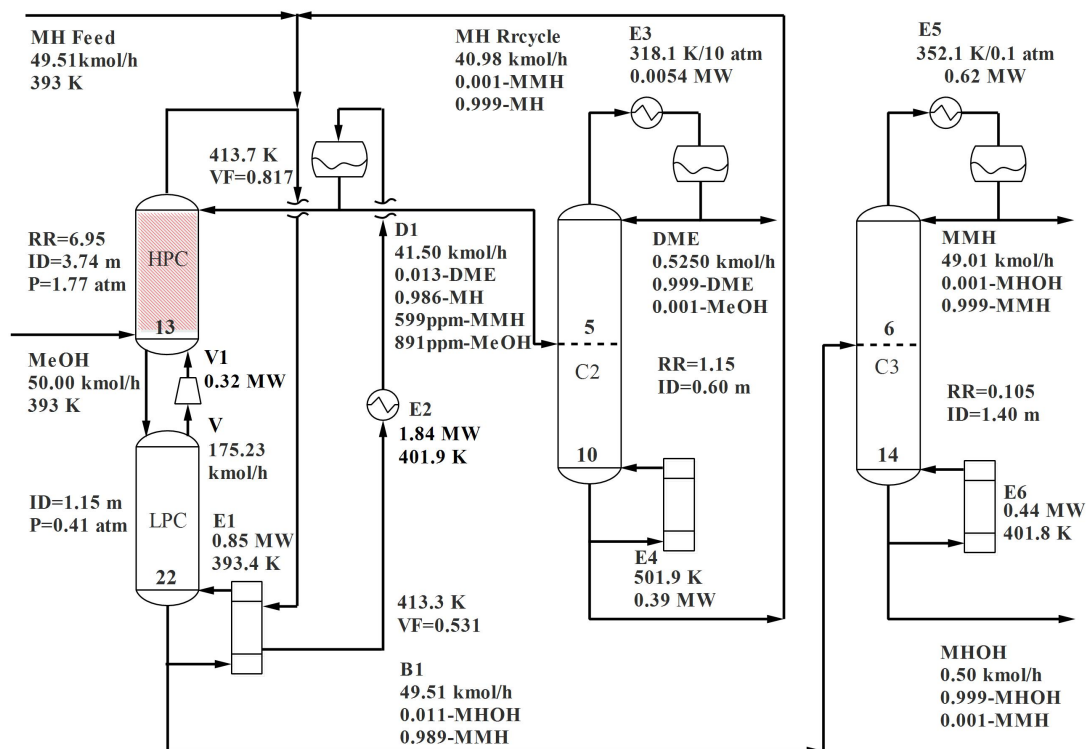 MH Feed
49.51kmol/h
393 K
MH Rrcycle
40.98 kmol/h
0.001-MMH
0.999-MH
E3
318.1 K/10 atm
0.0054 MW
E5
352.1 K/0.1 atm
0.62 MW
413.7 K
VF=0.817
RR=6.95
ID=3.74 m
P=1.77 atm
HPC
13
D1
41.50 kmol/h
0.013-DME
0.986-MH
599ppm-MMH
891ppm-MeOH
DME
0.5250 kmol/h
0.999-DME
0.001-MeOH
MMH
49.01 kmol/h
0.001-MHOH
0.999-MMH
MeOH
50.00 kmol/h
393 K
V1
0.32 MW
V
175.23
kmol/h
E2
1.84 MW
401.9 K
5
C2
10
RR=1.15
ID=0.60 m
6
C3
14
RR=0.105
ID=1.40 m
ID=1.15 m
P=0.41 atm
LPC
22
E1
0.85 MW
393.4 K
E4
501.9 K
0.39 MW
E6
0.44 MW
401.8 K
413.3 K
VF=0.531
B1
49.51 kmol/h
0.011-MHOH
0.989-MMH
MHOH
0.50 kmol/h
0.999-MHOH
0.001-MMH